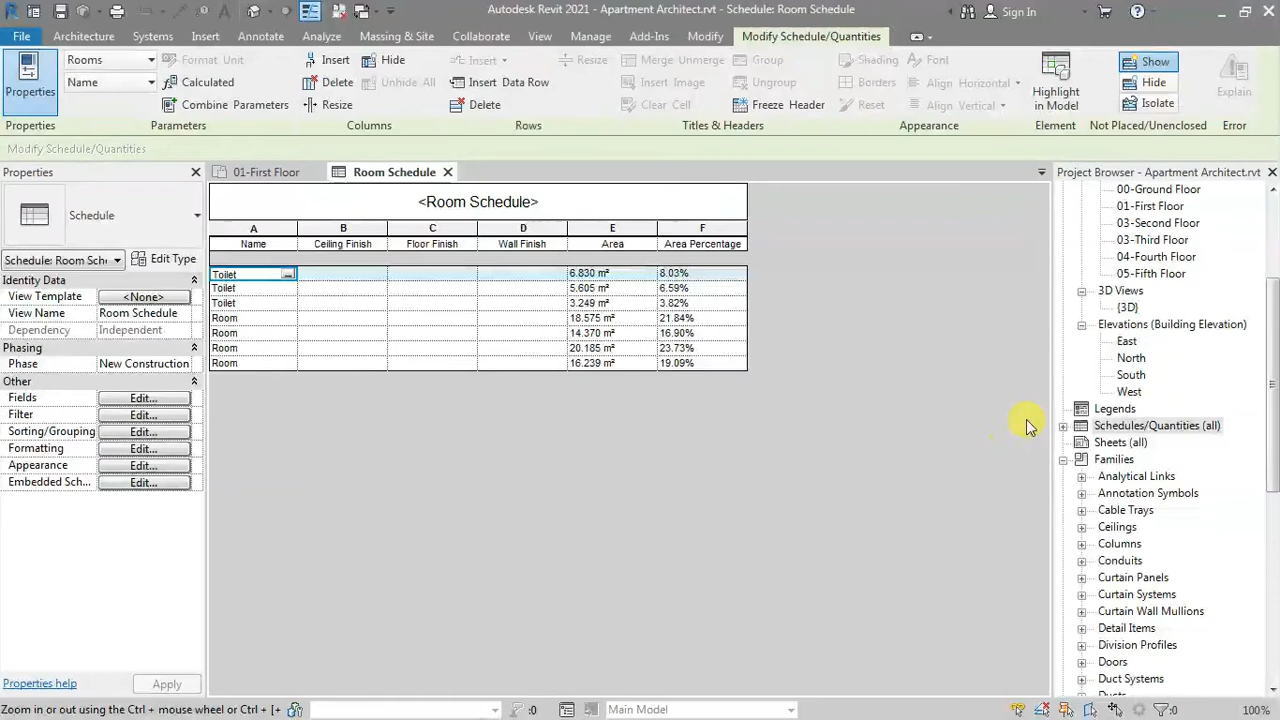 Autodesk Revit 2021 - Apartment Architect.rvt - Schedule: Room Schedule
Sign In
File Architecture Systems Insert Annotate Analyze Massing & Site Collaborate View Manage Add-Ins Modify Modify Schedule/Quantities
Properties
Rooms
Name
Format Unit
Calculated
Combine Parameters
Insert
Delete
Resize
Hide
Unhide All
Insert
Insert Data Row
Delete
Resize
Merge Unmerge
Insert Image
Clear Cell
Group
Ungroup
Freeze Header
Shading
Borders
Reset
Font
Align Horizontal
Align Vertical
Highlight
in Model
Show
Hide
Isolate
Explain
Properties Parameters Columns Rows Titles & Headers Appearance Element Not Placed/Unenclosed Error
Modify Schedule/Quantities
Properties
Schedule
Schedule: Room Sche
Edit Type
Identity Data
View Template <None>
View Name Room Schedule
Dependency Independent
Phasing
Phase New Construction
Other
Fields Edit...
Filter Edit...
Sorting/Grouping Edit...
Formatting Edit...
Appearance Edit...
Embedded Sch... Edit...
Properties help
Apply
01-First Floor
Room Schedule
<Room Schedule>
A B C D E F
Name Ceiling Finish Floor Finish Wall Finish Area Area Percentage
Toilet 6.830 m² 8.03%
Toilet 5.605 m² 6.59%
Toilet 3.249 m² 3.82%
Room 18.575 m² 21.84%
Room 14.370 m² 16.90%
Room 20.185 m² 23.73%
Room 16.239 m² 19.09%
Project Browser - Apartment Architect.rvt
00-Ground Floor
01-First Floor
03-Second Floor
03-Third Floor
04-Fourth Floor
05-Fifth Floor
3D Views
{3D}
Elevations (Building Elevation)
East
North
South
West
Legends
Schedules/Quantities (all)
Sheets (all)
Families
Analytical Links
Annotation Symbols
Cable Trays
Ceilings
Columns
Conduits
Curtain Panels
Curtain Systems
Curtain Wall Mullions
Detail Items
Division Profiles
Doors
Duct Systems
Ducts
Zoom in or out using the Ctrl + mouse wheel or Ctrl + [+
:0
Main Model
:0
100%